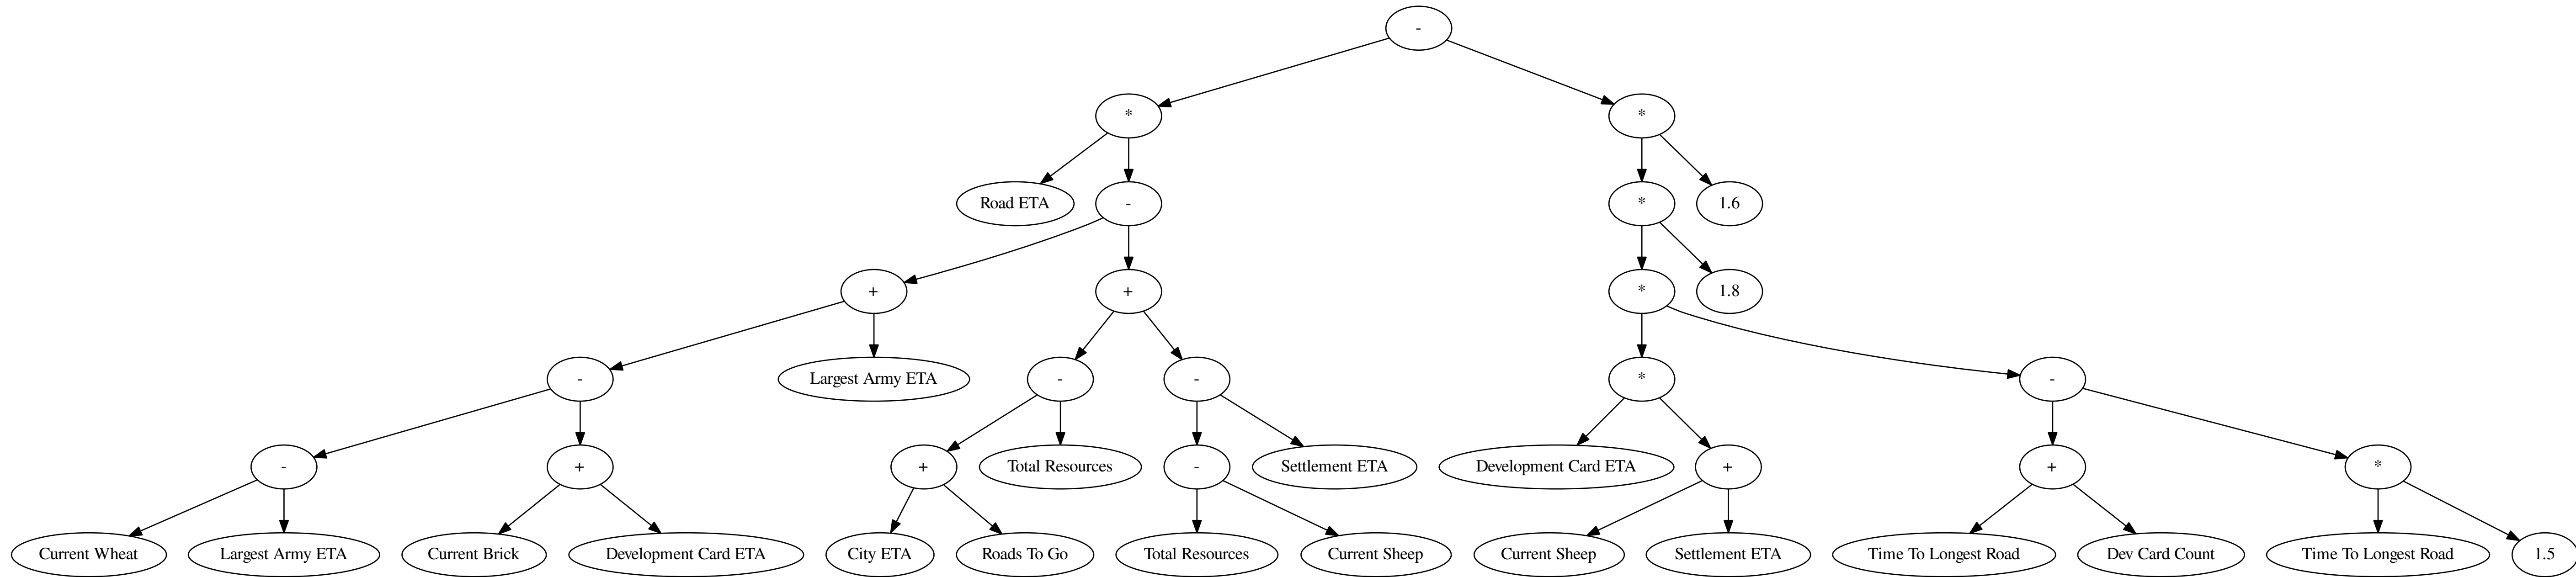 -
* *
Road ETA - * 1.6
+ + * 1.8
- Largest Army ETA - - * -
- + + Total Resources - Settlement ETA Development Card ETA + + *
Current Wheat Largest Army ETA Current Brick Development Card ETA City ETA Roads To Go Total Resources Current Sheep Current Sheep Settlement ETA Time To Longest Road Dev Card Count Time To Longest Road 1.5